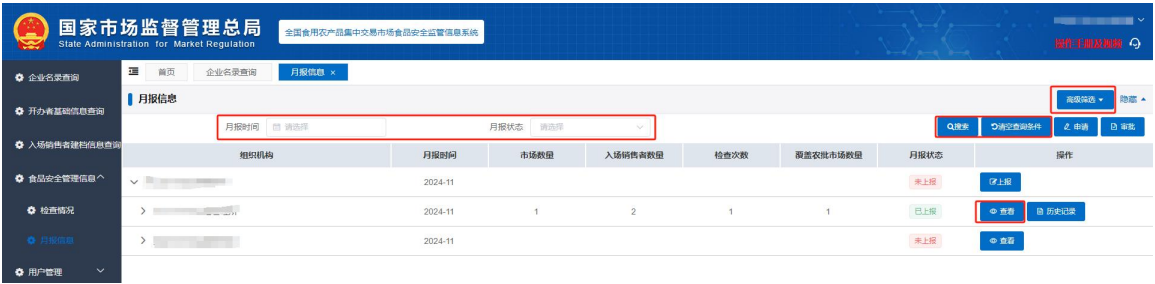 国家市场监督管理总局
State Administration for Market Regulation
全国食用农产品集中交易市场食品安全监管信息系统
操作手册及视频
企业名录查询
首页 企业名录查询 月报信息 ×
月报信息
高级筛选 隐藏
开办者基础信息查询
月报时间 请选择 月报状态 请选择
搜索 清空查询条件 申请 审批
入场销售者建档信息查询
组织机构 月报时间 市场数量 入场销售者数量 检查次数 覆盖农批市场数量 月报状态 操作
食品安全管理信息
2024-11 未上报 上报
检查情况
2024-11 1 2 1 1 已上报 查看 历史记录
月报信息
2024-11 未上报 查看
用户管理